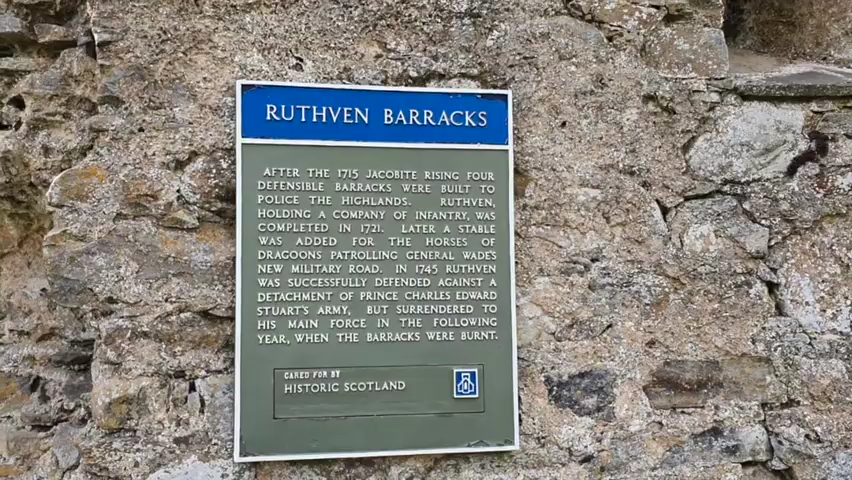 RUTHVEN BARRACKS
AFTER THE 1715 JACOBITE RISING FOUR
DEFENSIBLE BARRACKS WERE BUILT TO
POLICE THE HIGHLANDS. RUTHVEN,
HOLDING A COMPANY OF INFANTRY, WAS
COMPLETED IN 1721. LATER A STABLE
WAS ADDED FOR THE HORSES OF
DRAGOONS PATROLLING GENERAL WADE'S
NEW MILITARY ROAD. IN 1745 RUTHVEN
WAS SUCCESSFULLY DEFENDED AGAINST A
DETACHMENT OF PRINCE CHARLES EDWARD
STUART'S ARMY, BUT SURRENDERED TO
HIS MAIN FORCE IN THE FOLLOWING
YEAR, WHEN THE BARRACKS WERE BURNT.
CARED FOR BY
HISTORIC SCOTLAND